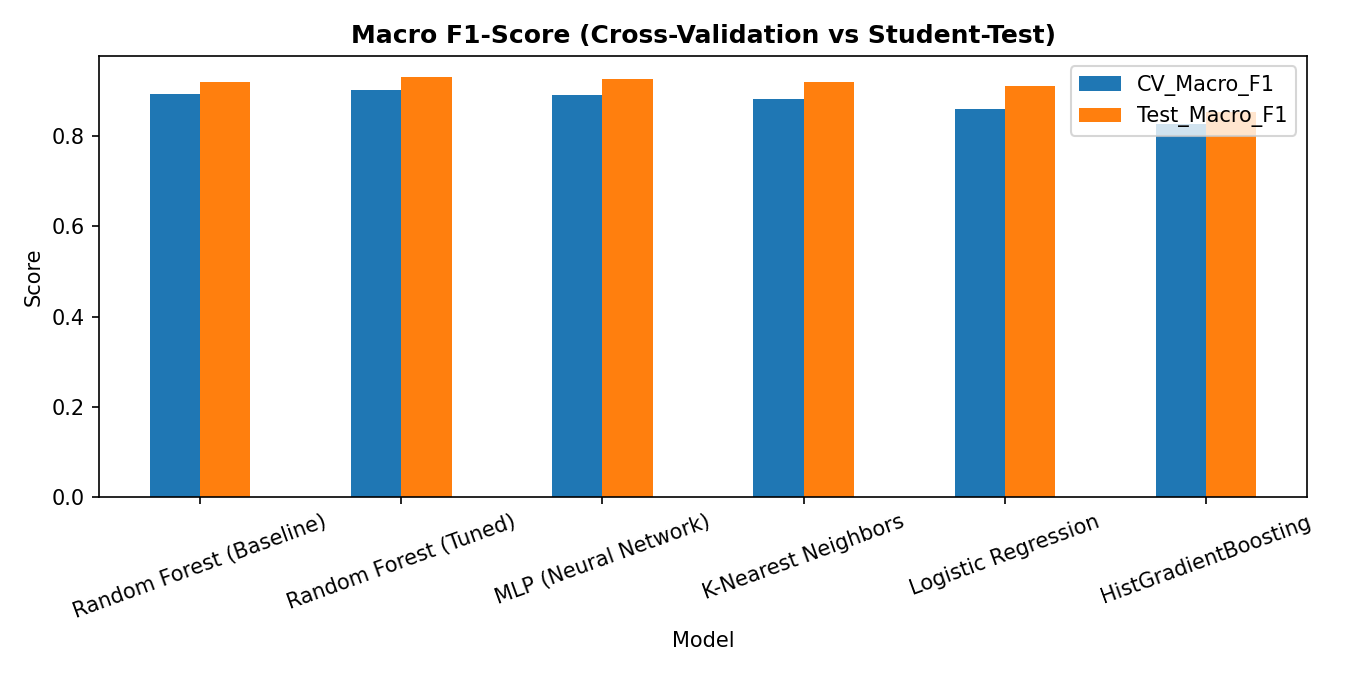 Macro F1-Score (Cross-Validation vs Student-Test)
CV_Macro_F1
Test_Macro_F1
Score
0.8
0.6
0.4
0.2
0.0
Random Forest (Baseline)
Random Forest (Tuned)
MLP (Neural Network)
K-Nearest Neighbors
Logistic Regression
HistGradientBoosting
Model